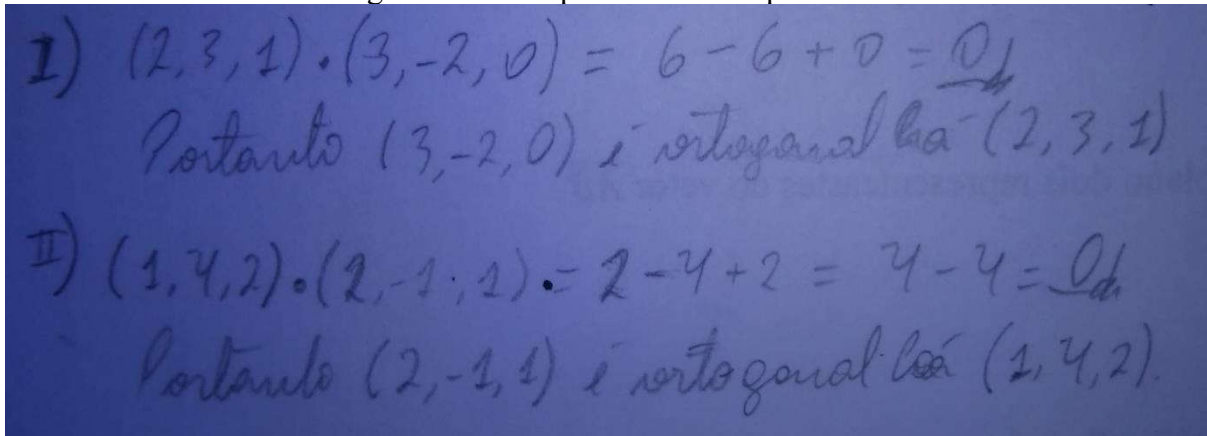 I) (2,3,1)•(3,-2,0) = 6-6+0 = 0
Portanto (3,-2,0) é ortogonal há (2,3,1)
II) (1,4,2)•(2,-1,1) = 2-4+2 = 4-4 = 0
Portanto (2,-1,1) é ortogonal há (1,4,2).